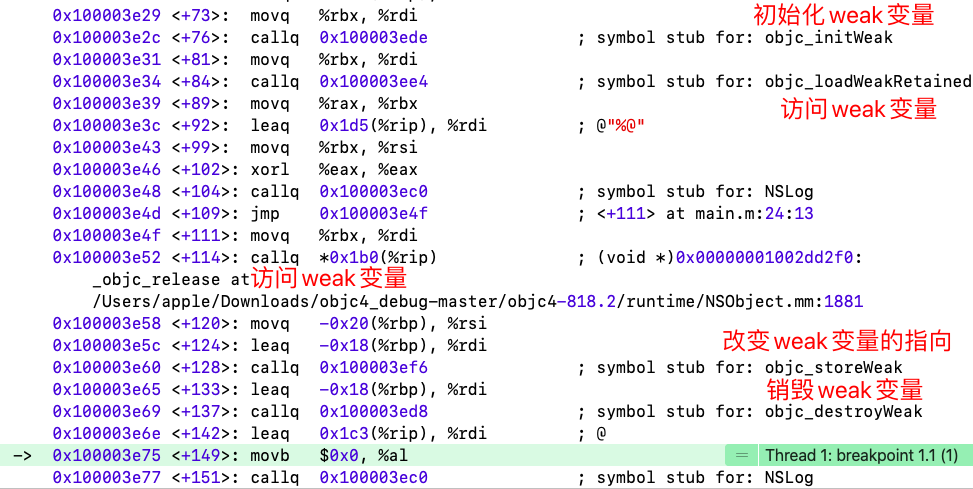 0x100003e29 <+73>: movq %rbx, %rdi 初始化weak变量
0x100003e2c <+76>: callq 0x100003ede ; symbol stub for: objc_initWeak
0x100003e31 <+81>: movq %rbx, %rdi
0x100003e34 <+84>: callq 0x100003ee4 ; symbol stub for: objc_loadWeakRetained
0x100003e39 <+89>: movq %rax, %rbx 访问weak变量
0x100003e3c <+92>: leaq 0x1d5(%rip), %rdi ; @"%@"
0x100003e43 <+99>: movq %rbx, %rsi
0x100003e46 <+102>: xorl %eax, %eax
0x100003e48 <+104>: callq 0x100003ec0 ; symbol stub for: NSLog
0x100003e4d <+109>: jmp 0x100003e4f ; <+111> at main.m:24:13
0x100003e4f <+111>: movq %rbx, %rdi
0x100003e52 <+114>: callq *0x1b0(%rip) ; (void *)0x00000001002dd2f0:
_objc_release at 访问weak变量
/Users/apple/Downloads/objc4_debug-master/objc4-818.2/runtime/NSObject.mm:1881
0x100003e58 <+120>: movq -0x20(%rbp), %rsi
0x100003e5c <+124>: leaq -0x18(%rbp), %rdi 改变weak变量的指向
0x100003e60 <+128>: callq 0x100003ef6 ; symbol stub for: objc_storeWeak
0x100003e65 <+133>: leaq -0x18(%rbp), %rdi 销毁weak变量
0x100003e69 <+137>: callq 0x100003ed8 ; symbol stub for: objc_destroyWeak
0x100003e6e <+142>: leaq 0x1c3(%rip), %rdi ; @
-> 0x100003e75 <+149>: movb $0x0, %al = Thread 1: breakpoint 1.1 (1)
0x100003e77 <+151>: callq 0x100003ec0 ; symbol stub for: NSLog